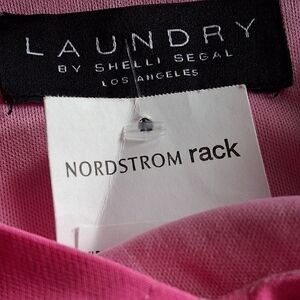 LAUNDRY
BY SHELLI SEGAL
LOS ANGELES
NORDSTROM rack